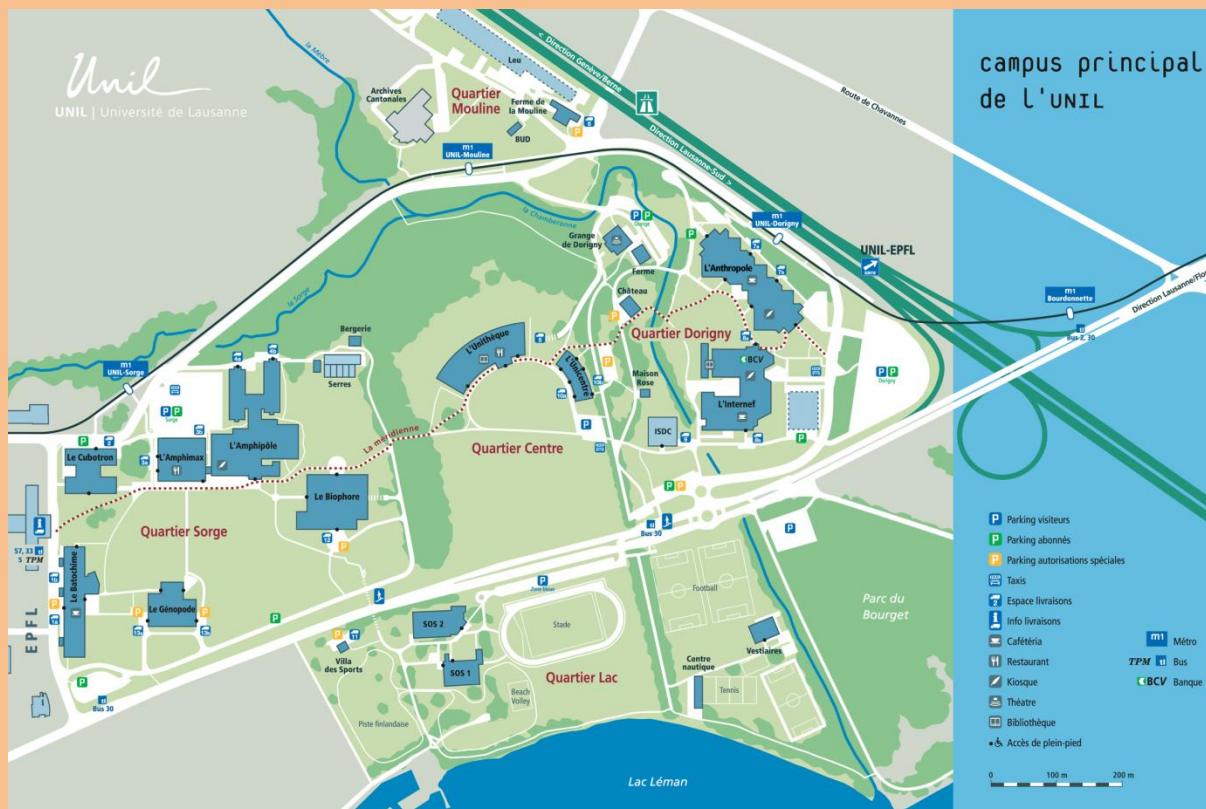 Unil
UNIL | Université de Lausanne
campus principal
de l'UNIL
la Mèbre
Leu
< Direction Genève/Berne
Archives
Cantonales
Quartier
Mouline
Ferme de
la Mouline
BUD
Route de Chavannes
Direction Lausanne-Sud >
m1
UNIL-Mouline
la Chamberonne
Grange
de Dorigny
Ferme
m1
UNIL-Dorigny
L'Anthropole
UNIL-EPFL
Château
m1
Bourdonnette
Direction Lausanne/Flo
Bus 2, 30
la Sorge
Bergerie
Serres
L'Unithèque
Quartier Dorigny
BCV
L'Unicentre
Maison
Rose
L'Internef
ISDC
Dorigny
m1
UNIL-Sorge
Sorge
La méridienne
Quartier Centre
Le Cubotron
L'Amphimax
L'Amphipôle
Le Biophore
Quartier Sorge
57, 33
5 TPM
Le Batochime
Le Génopode
EPFL
Bus 30
Bus 30
Zone bleue
Football
Parc du
Bourget
SOS 2
Stade
Villa
des Sports
SOS 1
Quartier Lac
Centre
nautique
Vestiaires
Beach
Volley
Tennis
Piste finlandaise
Lac Léman
P Parking visiteurs
P Parking abonnés
P Parking autorisations spéciales
Taxis
Espace livraisons
Info livraisons
Cafétéria
Restaurant
Kiosque
Théatre
Bibliothèque
Accès de plein-pied
m1 Métro
TPM Bus
BCV Banque
0 100 m 200 m